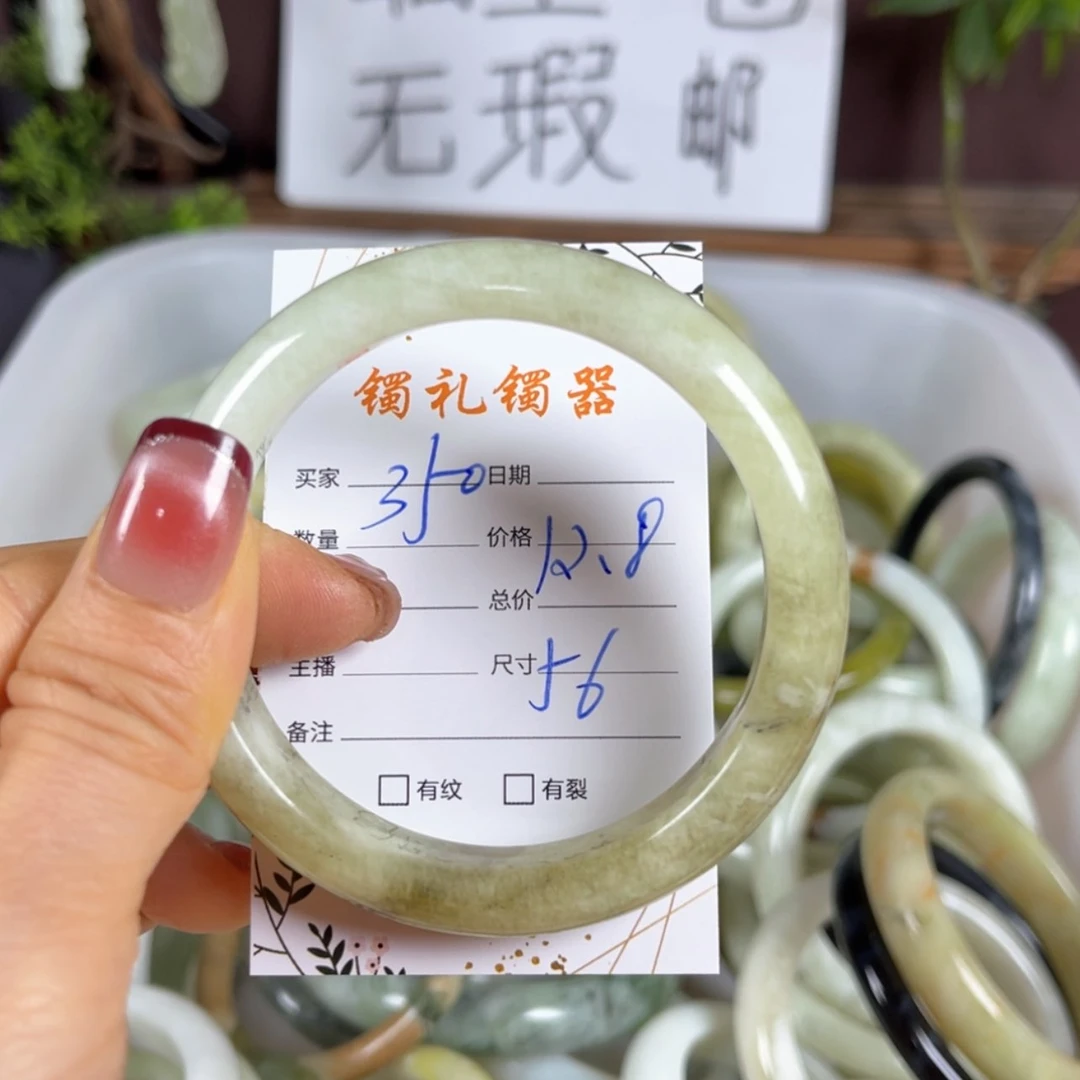 无瑕 邮
镯礼镯器
买家 350 日期
数量 价格 12.8
总价
主播 尺寸 56
备注
有纹 有裂